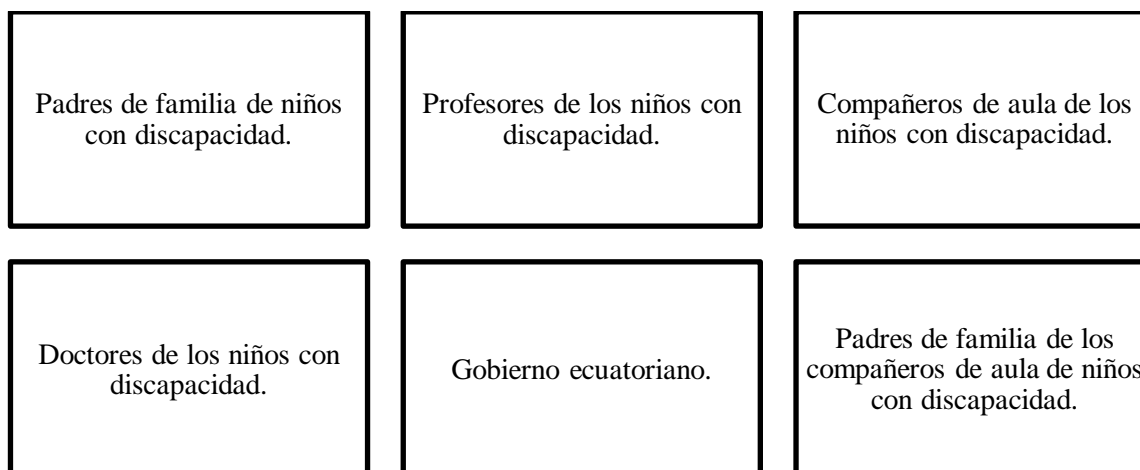 Padres de familia de niños
con discapacidad.
Profesores de los niños con
discapacidad.
Compañeros de aula de los
niños con discapacidad.
Doctores de los niños con
discapacidad.
Gobierno ecuatoriano.
Padres de familia de los
compañeros de aula de niños
con discapacidad.